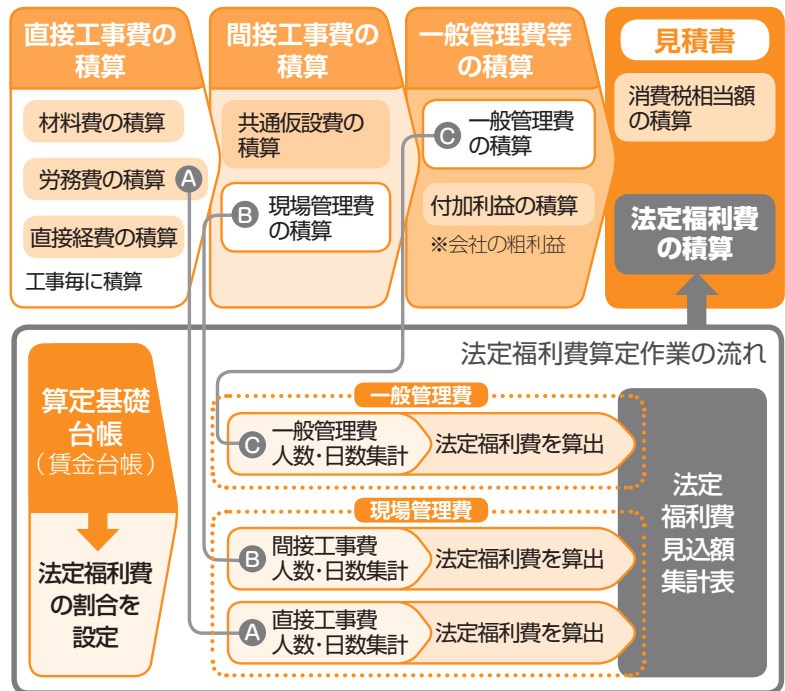 直接工事費の
積算
材料費の積算
労務費の積算 A
直接経費の積算
工事毎に積算
間接工事費の
積算
共通仮設費の
積算
B 現場管理費
の積算
一般管理費等
の積算
C 一般管理費
の積算
付加利益の積算
※会社の粗利益
見積書
消費税相当額
の積算
法定福利費
の積算
法定福利費算定作業の流れ
算定基礎
台帳
（賃金台帳）
法定福利費
の割合を
設定
一般管理費
C 一般管理費
人数・日数集計
法定福利費を算出
現場管理費
B 間接工事費
人数・日数集計
法定福利費を算出
A 直接工事費
人数・日数集計
法定福利費を算出
法定
福利費
見込額
集計表